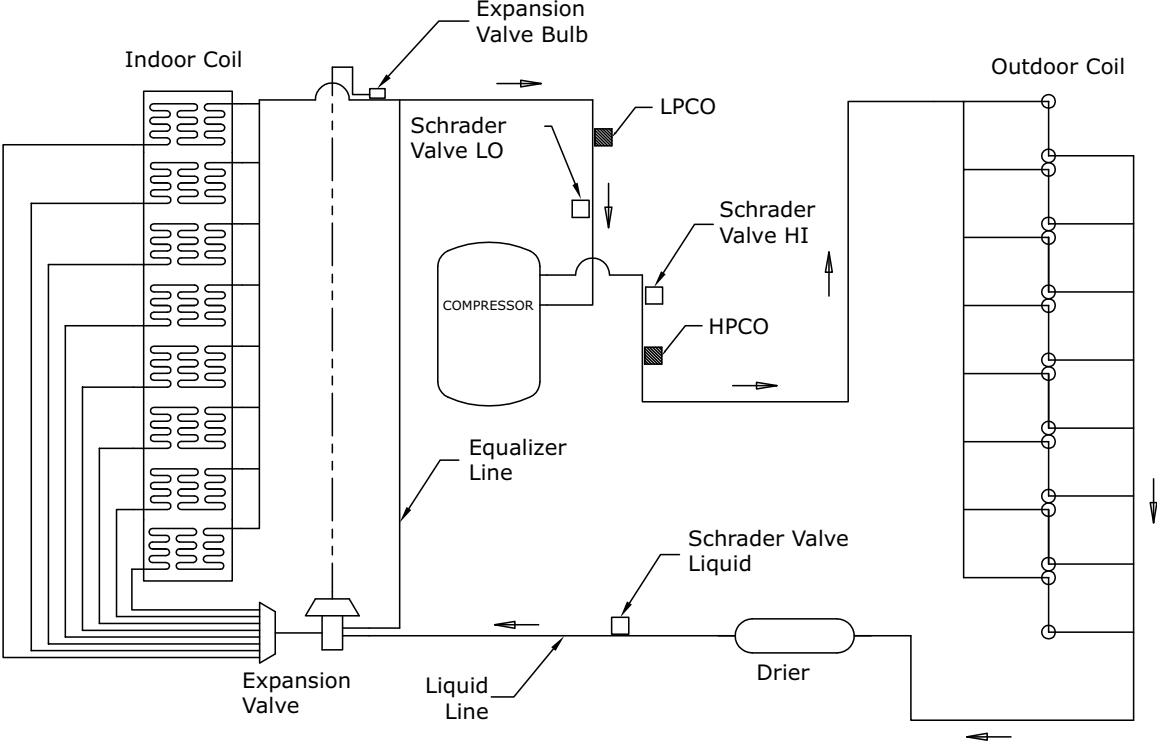 Expansion
Valve Bulb
Indoor Coil
Outdoor Coil
LPCO
Schrader
Valve LO
Schrader
Valve HI
COMPRESSOR
HPCO
Equalizer
Line
Schrader Valve
Liquid
Expansion
Valve
Liquid
Line
Drier